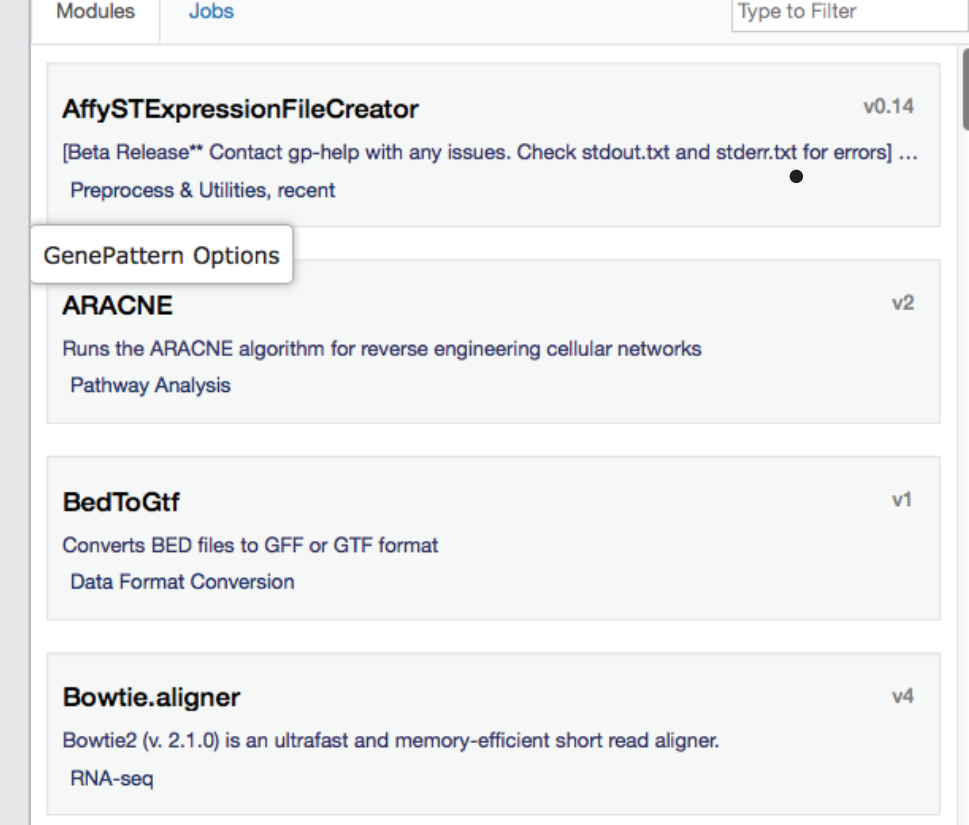 Modules
Jobs
Type to Filter
AffySTExpressionFileCreator
v0.14
[Beta Release** Contact gp-help with any issues. Check stdout.txt and stderr.txt for errors] ...
Preprocess & Utilities, recent
GenePattern Options
ARACNE
v2
Runs the ARACNE algorithm for reverse engineering cellular networks
Pathway Analysis
BedToGtf
v1
Converts BED files to GFF or GTF format
Data Format Conversion
Bowtie.aligner
v4
Bowtie2 (v. 2.1.0) is an ultrafast and memory-efficient short read aligner.
RNA-seq